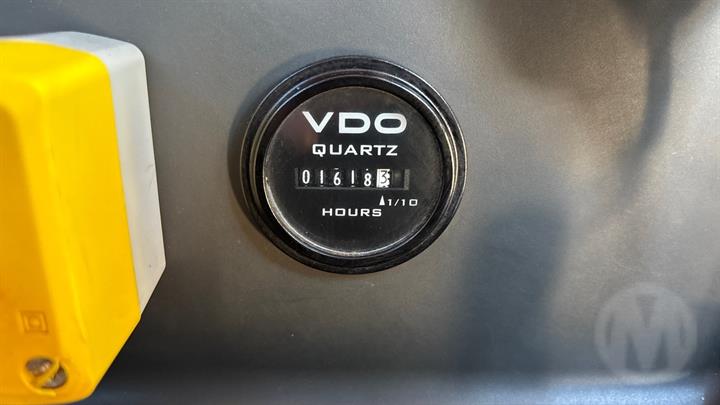 VDO
QUARTZ
016183
1/10
HOURS
M